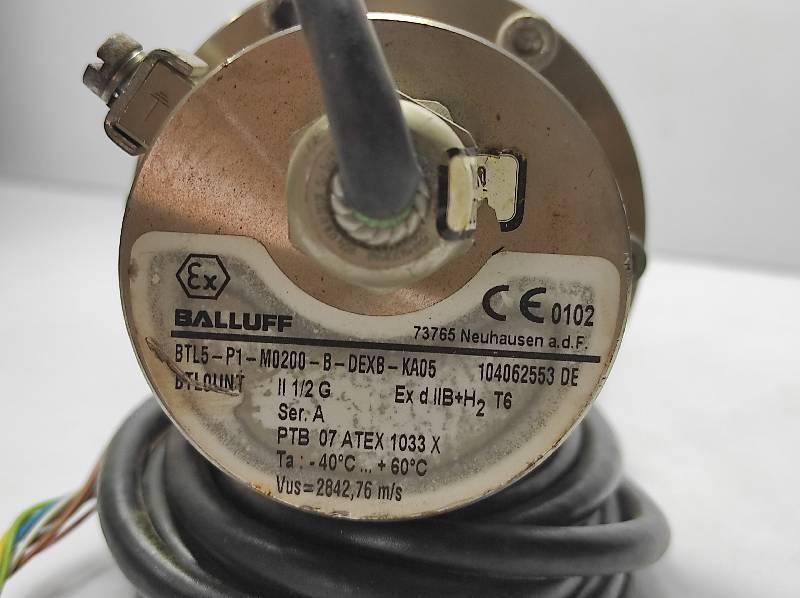 Ex
CE 0102
BALLUFF
73765 Neuhausen a.d.F.
BTL5-P1-M0200-B-DEXB-KA05 104062553 DE
II 1/2 G Ex d IIB+H2 T6
Ser. A
PTB 07 ATEX 1033 X
Ta : - 40°C ... + 60°C
Vus=2842,76 m/s